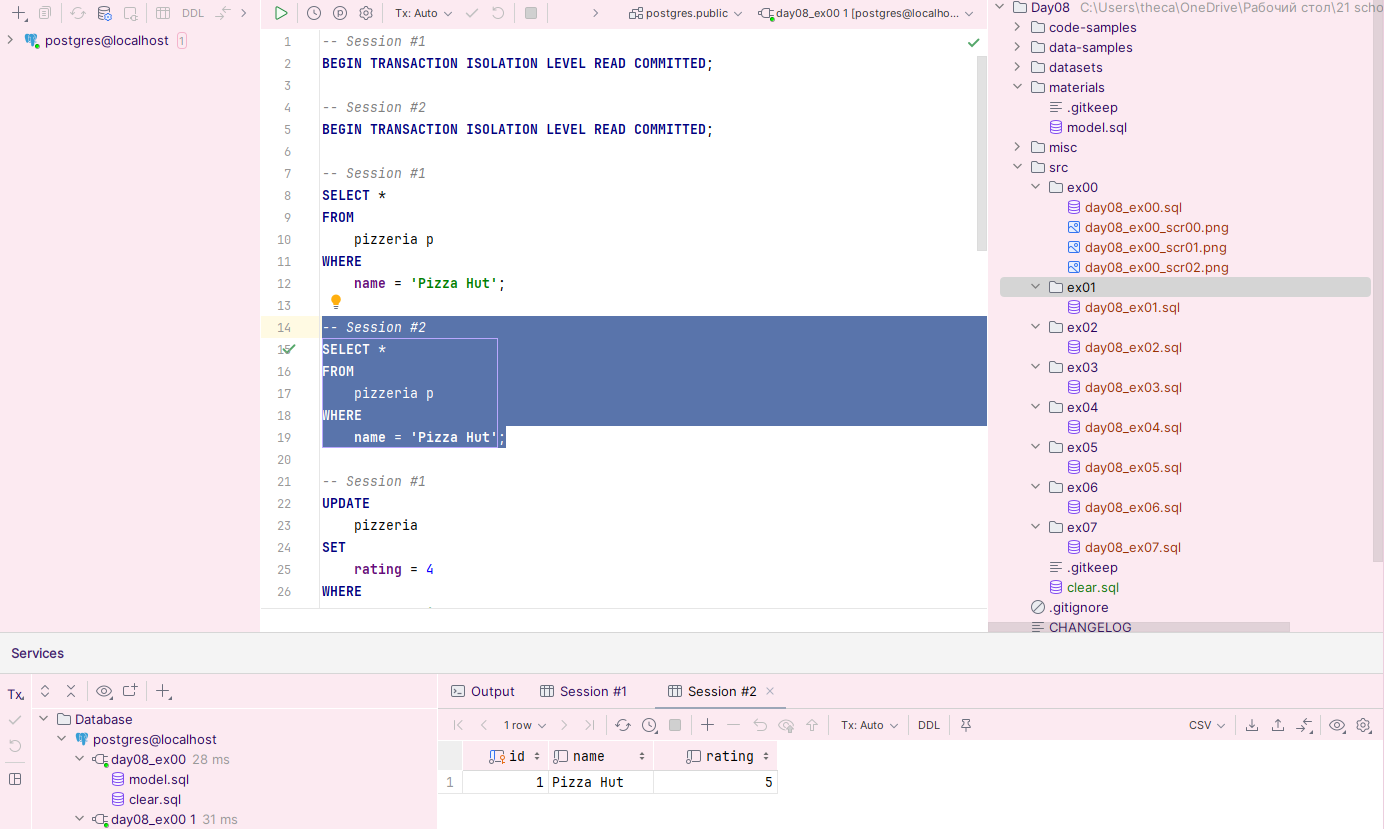 DDL
Tx: Auto
postgres.public
day08_ex00 1 [postgres@localho...
postgres@localhost 1
1 -- Session #1
2 BEGIN TRANSACTION ISOLATION LEVEL READ COMMITTED;
3
4 -- Session #2
5 BEGIN TRANSACTION ISOLATION LEVEL READ COMMITTED;
6
7 -- Session #1
8 SELECT *
9 FROM
10 pizzeria p
11 WHERE
12 name = 'Pizza Hut';
13
14 -- Session #2
15 SELECT *
16 FROM
17 pizzeria p
18 WHERE
19 name = 'Pizza Hut';
20
21 -- Session #1
22 UPDATE
23 pizzeria
24 SET
25 rating = 4
26 WHERE
Day08 C:\Users\theca\OneDrive\Рабочий стол\21 scho
code-samples
data-samples
datasets
materials
.gitkeep
model.sql
misc
src
ex00
day08_ex00.sql
day08_ex00_scr00.png
day08_ex00_scr01.png
day08_ex00_scr02.png
ex01
day08_ex01.sql
ex02
day08_ex02.sql
ex03
day08_ex03.sql
ex04
day08_ex04.sql
ex05
day08_ex05.sql
ex06
day08_ex06.sql
ex07
day08_ex07.sql
.gitkeep
clear.sql
.gitignore
CHANGELOG
Services
Tx
Database
postgres@localhost
day08_ex00 28 ms
model.sql
clear.sql
day08_ex00 1 31 ms
Output
Session #1
Session #2
1 row
Tx: Auto
DDL
CSV
id name rating
1 1 Pizza Hut 5